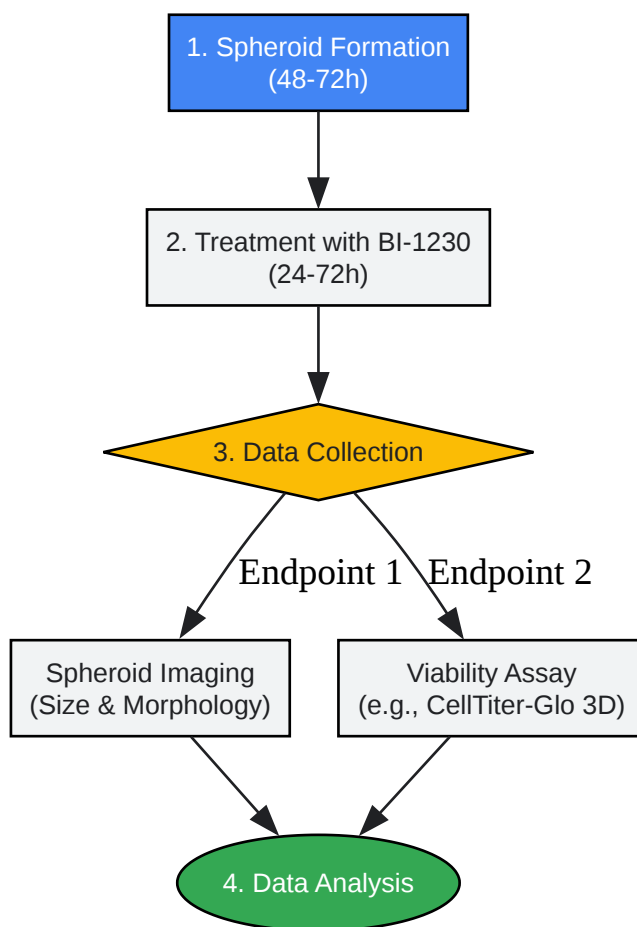 1. Spheroid Formation
(48-72h)
2. Treatment with BI-1230
(24-72h)
3. Data Collection
Endpoint 1
Endpoint 2
Spheroid Imaging
(Size & Morphology)
Viability Assay
(e.g., CellTiter-Glo 3D)
4. Data Analysis